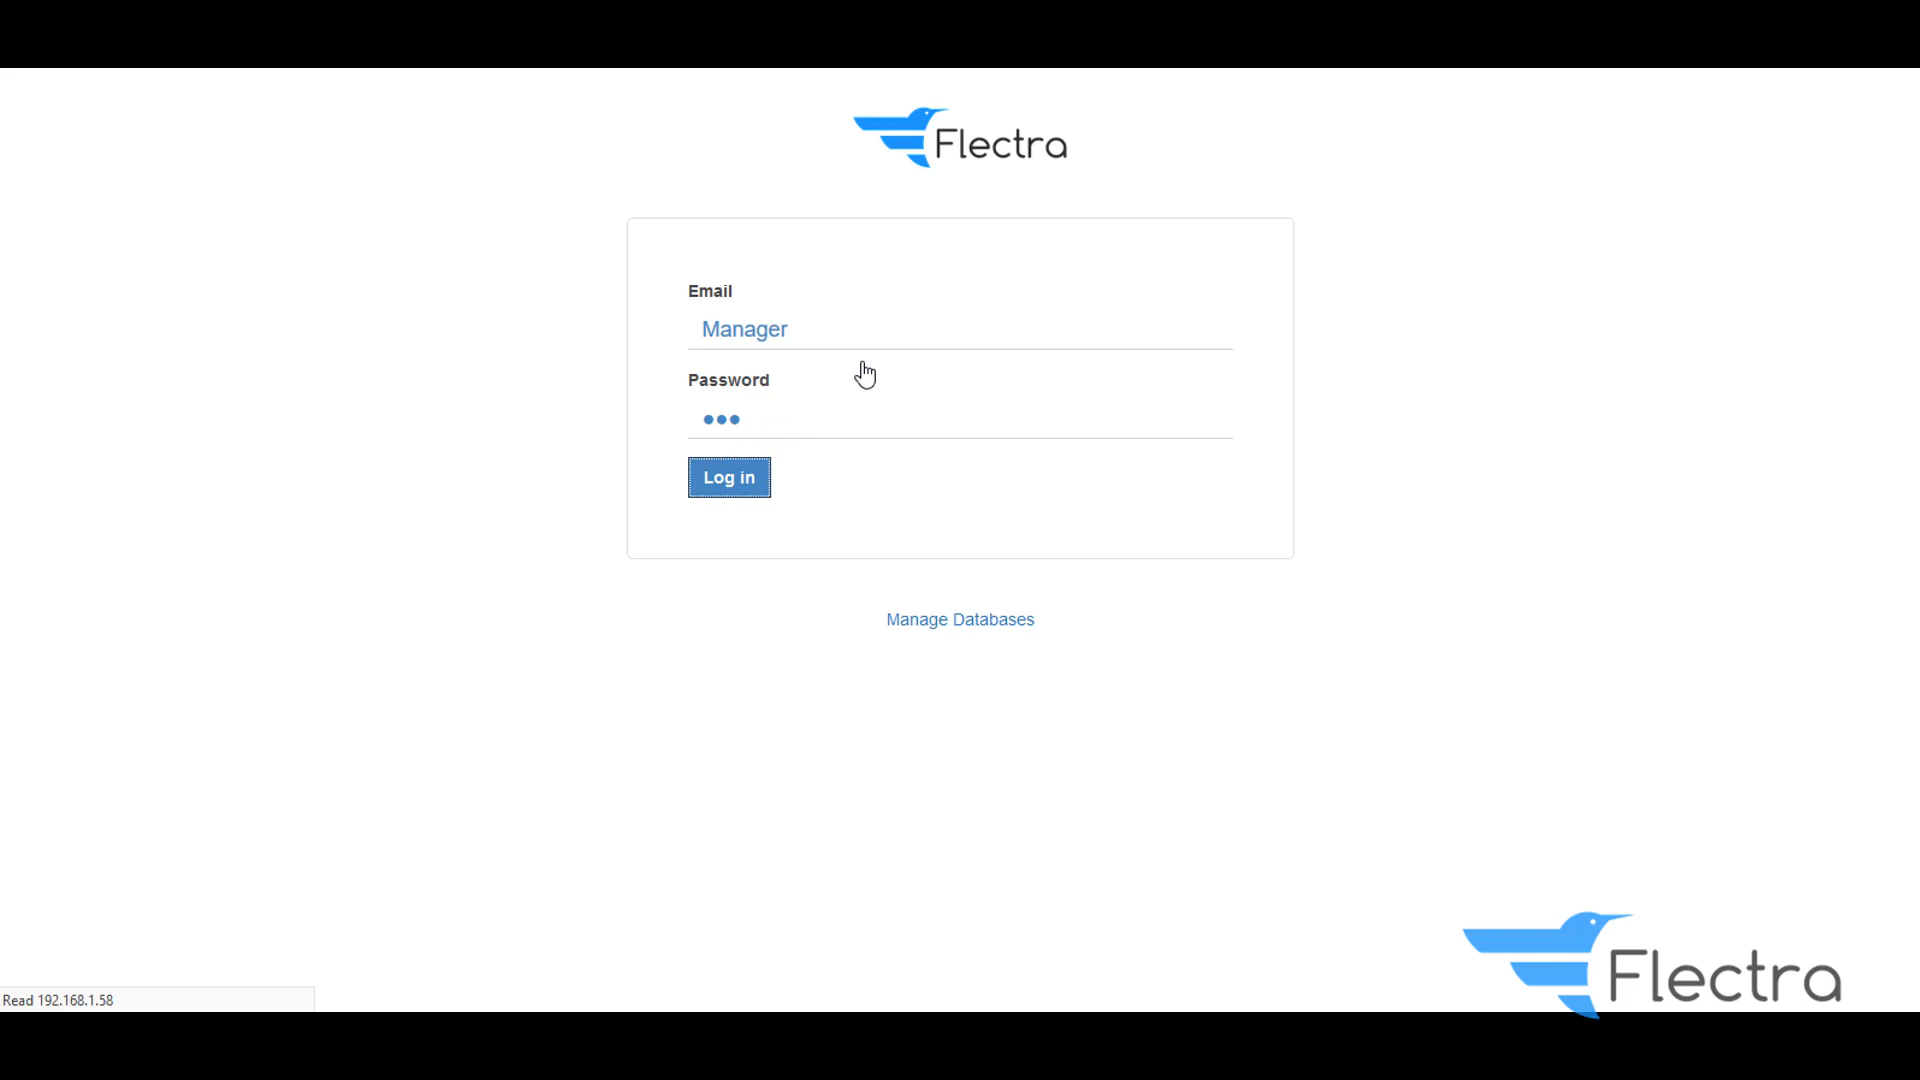 Flectra
Email
Manager
Password
Log in
Manage Databases
Flectra
Read 192.168.1.58